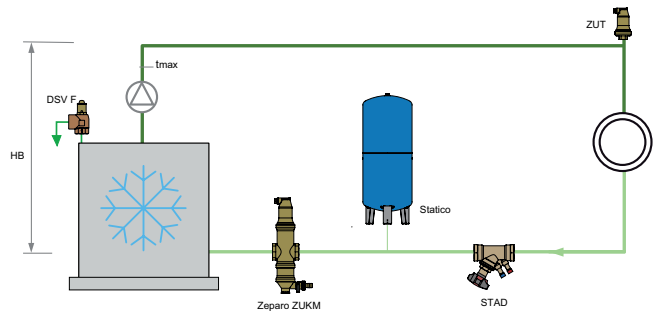 ZUT
tmax
DSV F
HB
Statico
Zeparo ZUKM
STAD